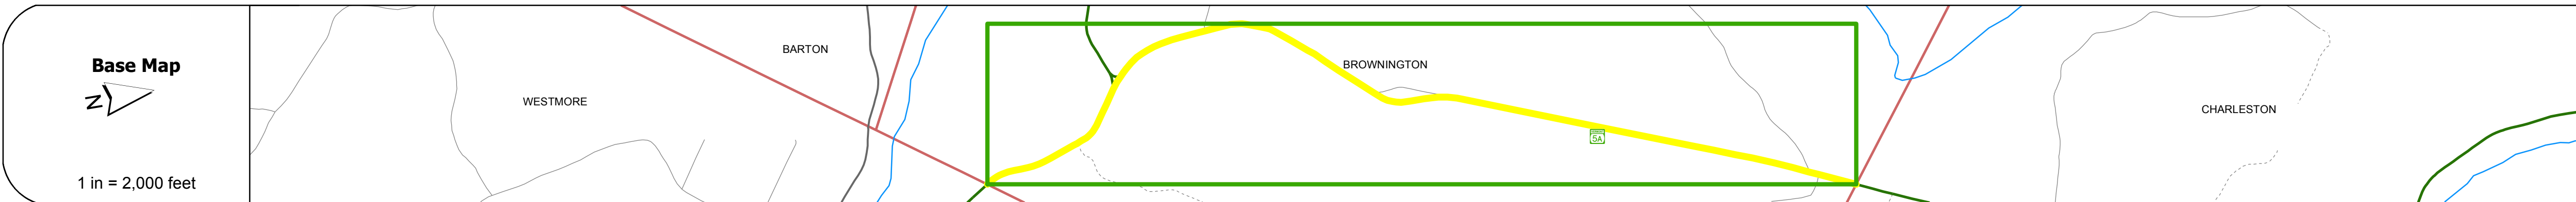 Base Map
N
1 in = 2,000 feet
WESTMORE
BARTON
BROWNINGTON
5A
CHARLESTON